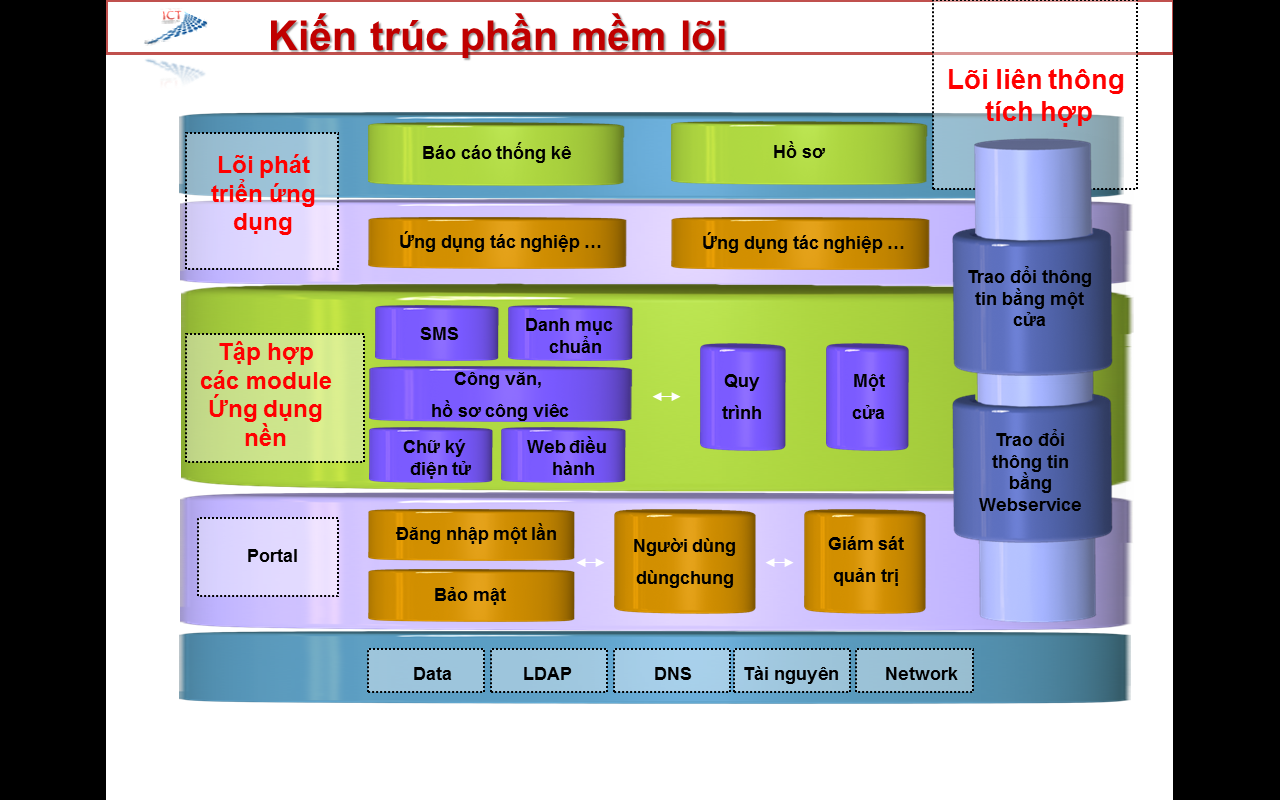 ICT
Kiến trúc phần mềm lõi
Lõi liên thông
tích hợp
Lõi phát
triển ứng
dụng
Báo cáo thống kê
Hồ sơ
Ứng dụng tác nghiệp ...
Ứng dụng tác nghiệp ...
Trao đổi thông
tin bằng một
cửa
Tập hợp
các module
Ứng dụng
nền
SMS
Danh mục
chuẩn
Công văn,
hồ sơ công viêc
Chữ ký
điện tử
Web điều
hành
Quy
trình
Một
cửa
Trao đổi
thông tin
bằng
Webservice
Portal
Đăng nhập một lần
Bảo mật
Người dùng
dùngchung
Giám sát
quản trị
Data
LDAP
DNS
Tài nguyên
Network